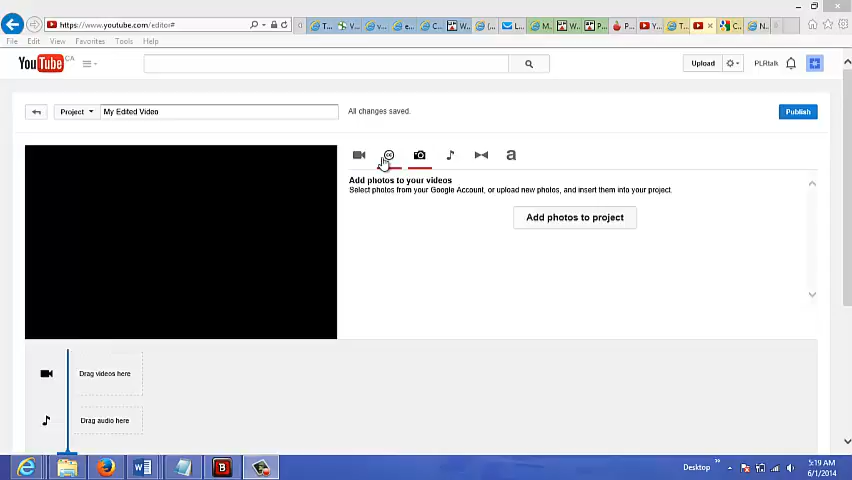 https://www.youtube.com/editor#
File Edit View Favorites Tools Help
YouTube CA
Upload
PLRtalk
Project
My Edited Video
All changes saved.
Publish
cc
a
Add photos to your videos
Select photos from your Google Account, or upload new photos, and insert them into your project.
Add photos to project
Drag videos here
Drag audio here
Desktop
5:19 AM
6/1/2014